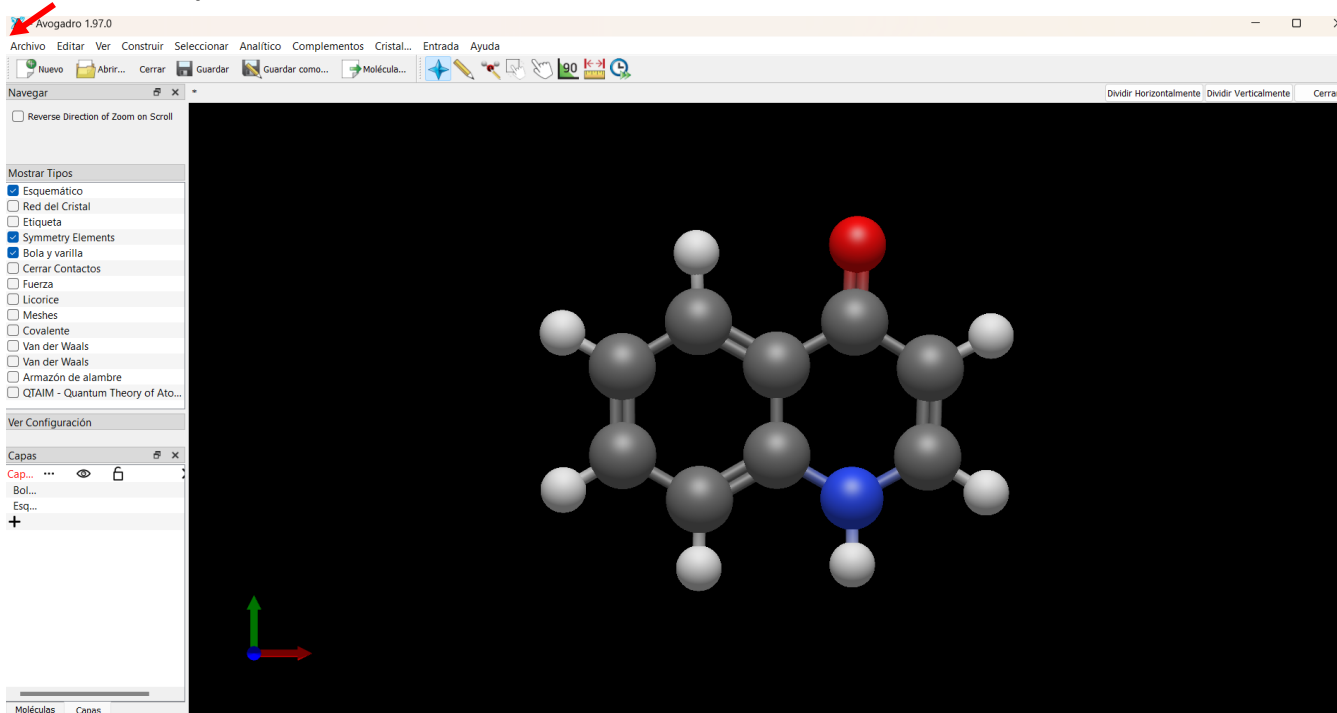 Avogadro 1.97.0
Archivo Editar Ver Construir Seleccionar Analítico Complementos Cristal... Entrada Ayuda
Nuevo Abrir... Cerrar Guardar Guardar como... Molécula... 90
Navegar
*
Dividir Horizontalmente Dividir Verticalmente Cerrar
Reverse Direction of Zoom on Scroll
Mostrar Tipos
Esquemático
Red del Cristal
Etiqueta
Symmetry Elements
Bola y varilla
Cerrar Contactos
Fuerza
Licorice
Meshes
Covalente
Van der Waals
Van der Waals
Armazón de alambre
QTAIM - Quantum Theory of Ato...
Ver Configuración
Capas
Cap... ...
Bol...
Esq...
+
Moléculas Capas